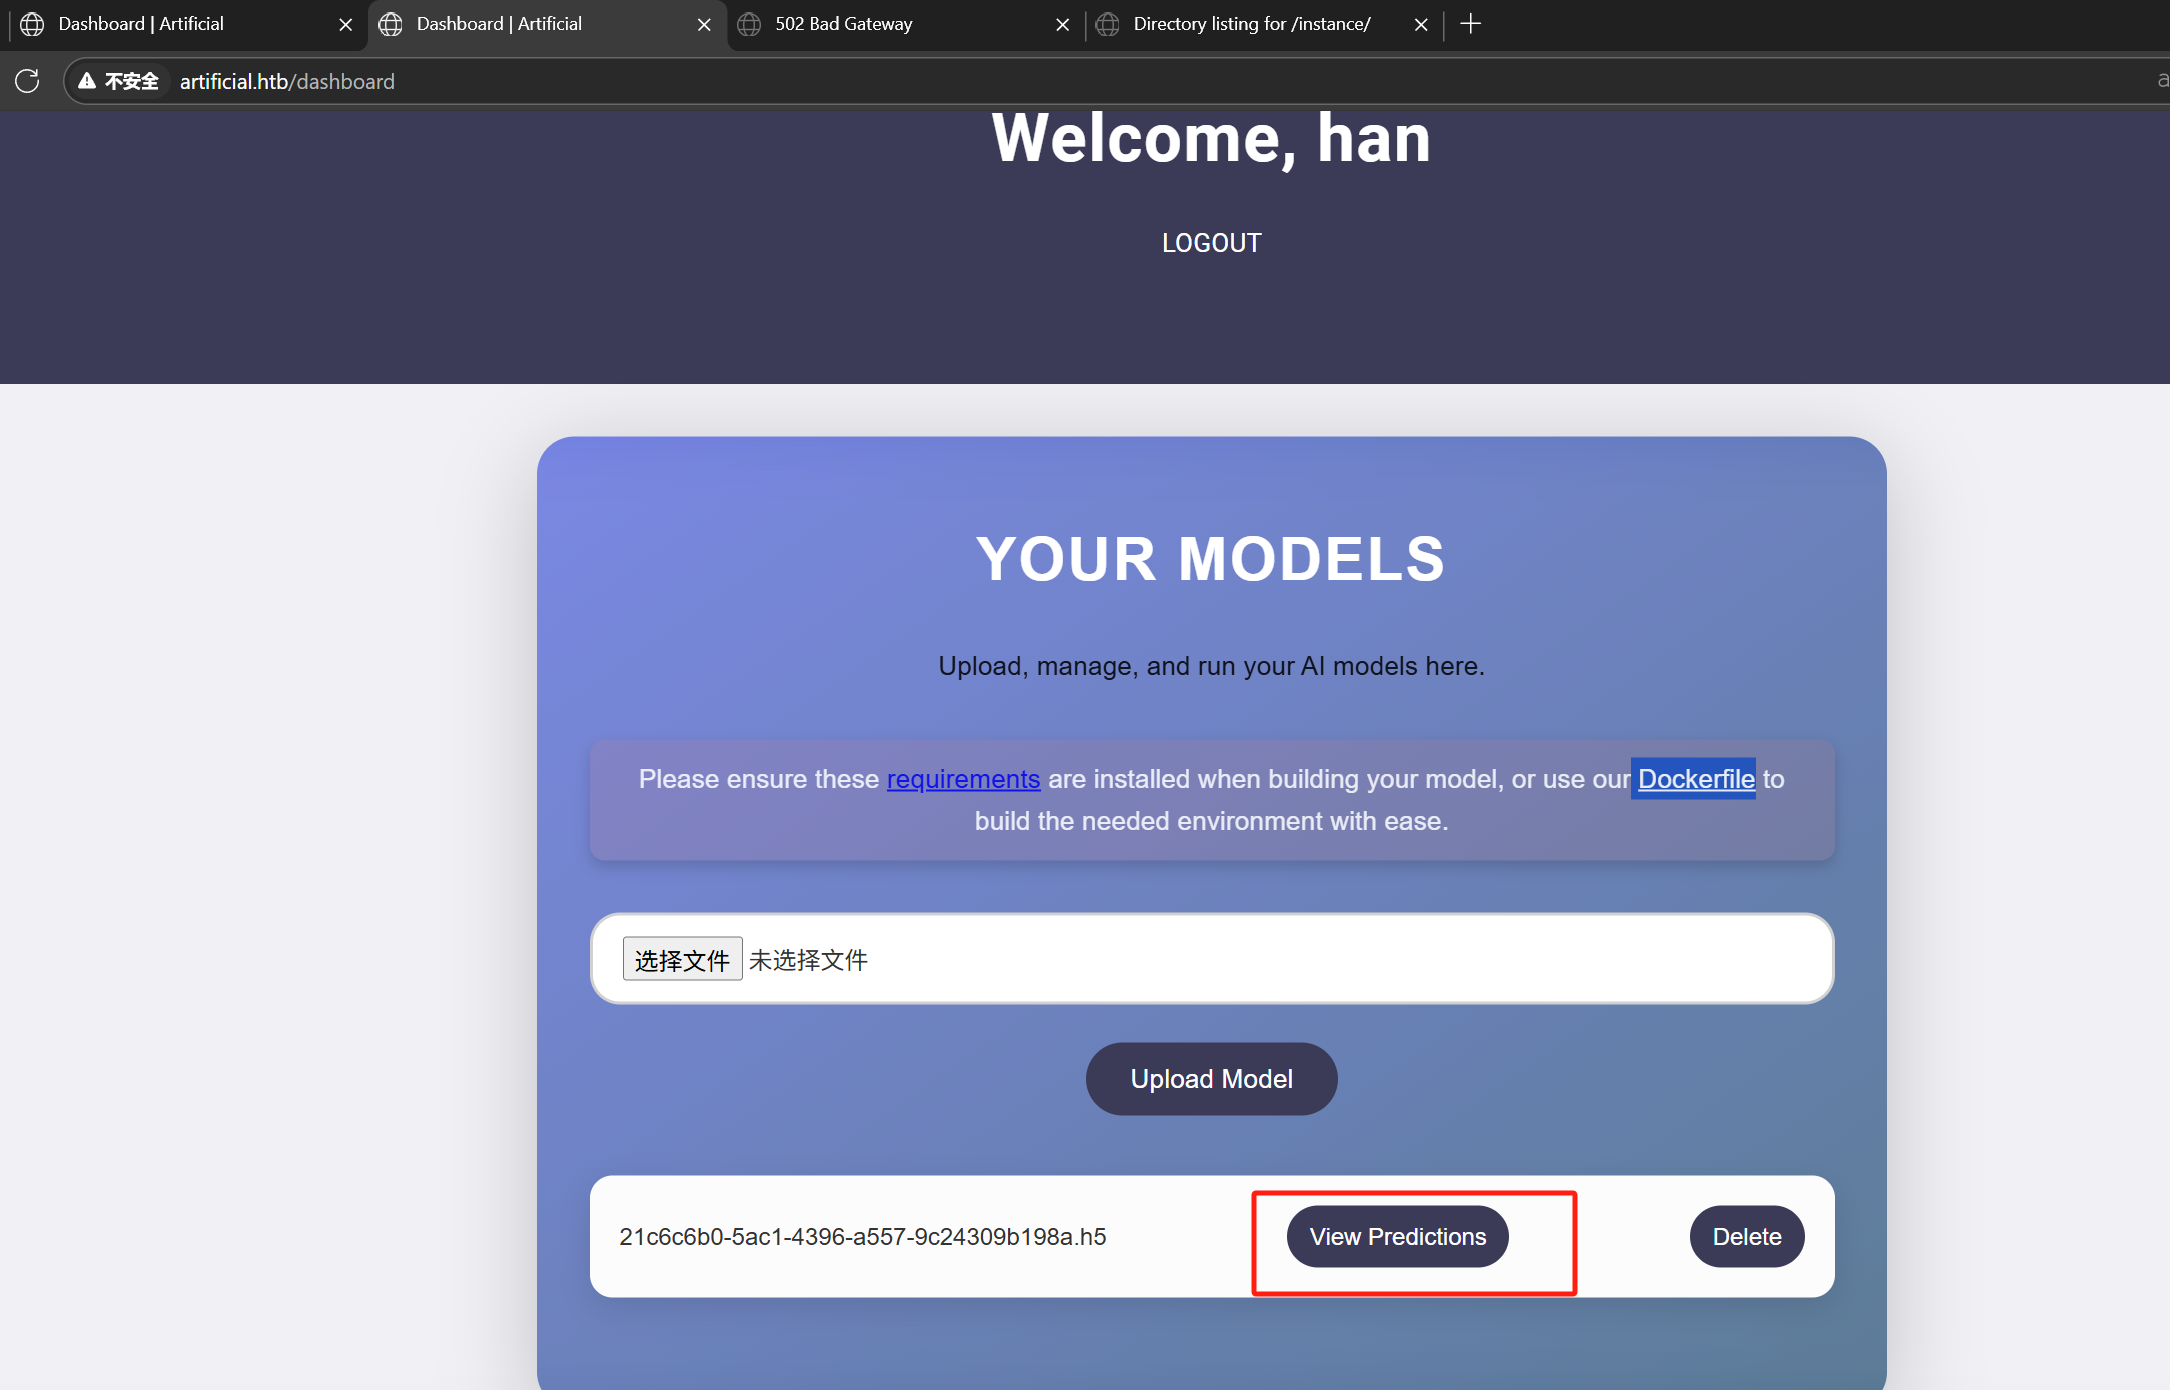 Dashboard | Artificial
Dashboard | Artificial
502 Bad Gateway
Directory listing for /instance/
不安全 artificial.htb/dashboard
Welcome, han
LOGOUT
YOUR MODELS
Upload, manage, and run your AI models here.
Please ensure these requirements are installed when building your model, or use our Dockerfile to
build the needed environment with ease.
选择文件 未选择文件
Upload Model
21c6c6b0-5ac1-4396-a557-9c24309b198a.h5 View Predictions Delete